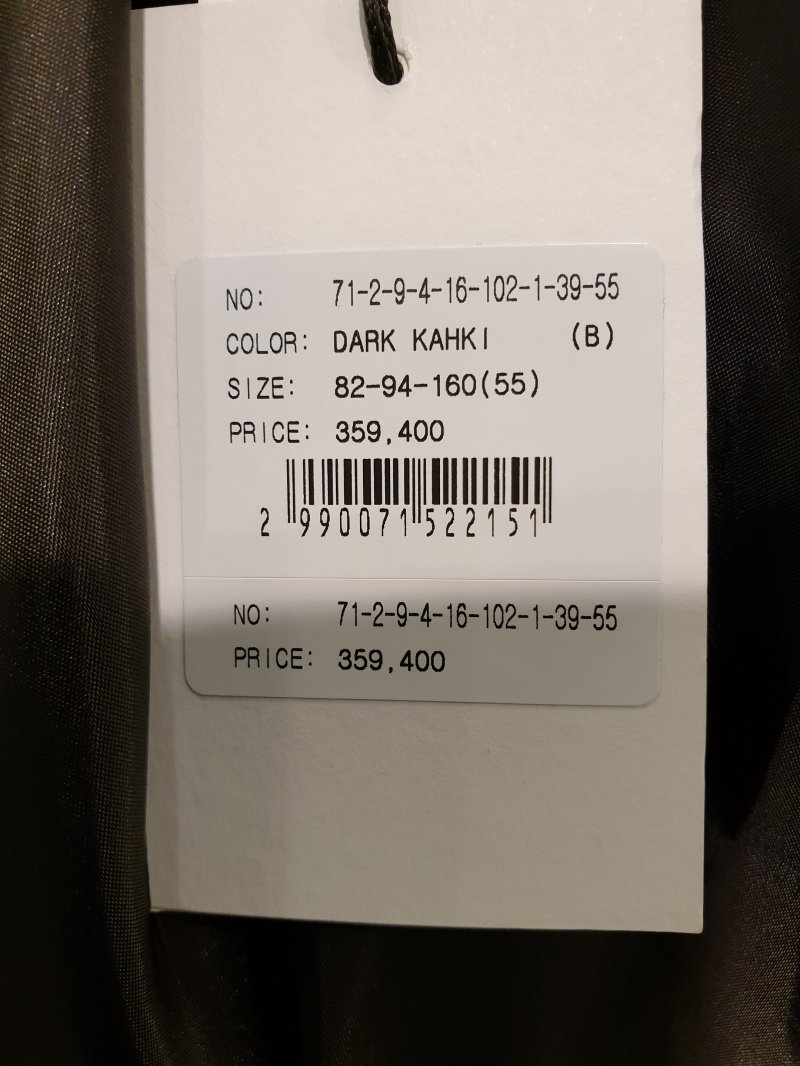 NO: 71-2-9-4-16-102-1-39-55
COLOR: DARK KAHKI (B)
SIZE: 82-94-160(55)
PRICE: 359,400
2 990071 522151
NO: 71-2-9-4-16-102-1-39-55
PRICE: 359,400